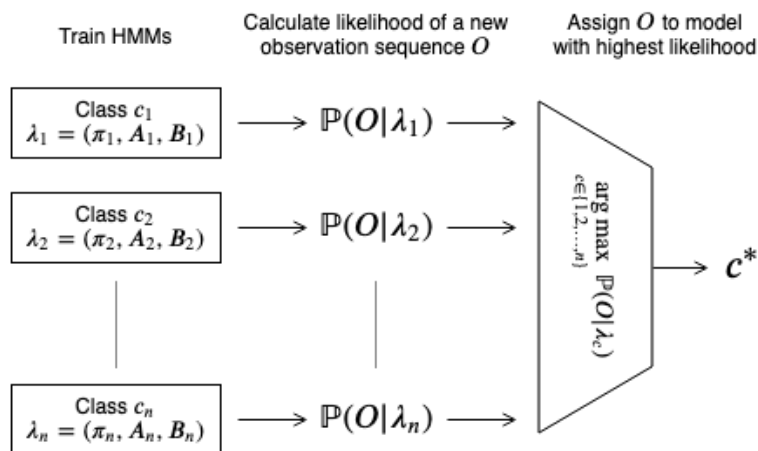 Train HMMs
Calculate likelihood of a new
observation sequence O
Assign O to model
with highest likelihood
Class c₁
λ₁ = (π₁, A₁, B₁)
ℙ(O|λ₁)
Class c₂
λ₂ = (π₂, A₂, B₂)
ℙ(O|λ₂)
Class cₙ
λₙ = (πₙ, Aₙ, Bₙ)
ℙ(O|λₙ)
arg max ℙ(O|λ_c)
c∈{1,2,…,n}
c*